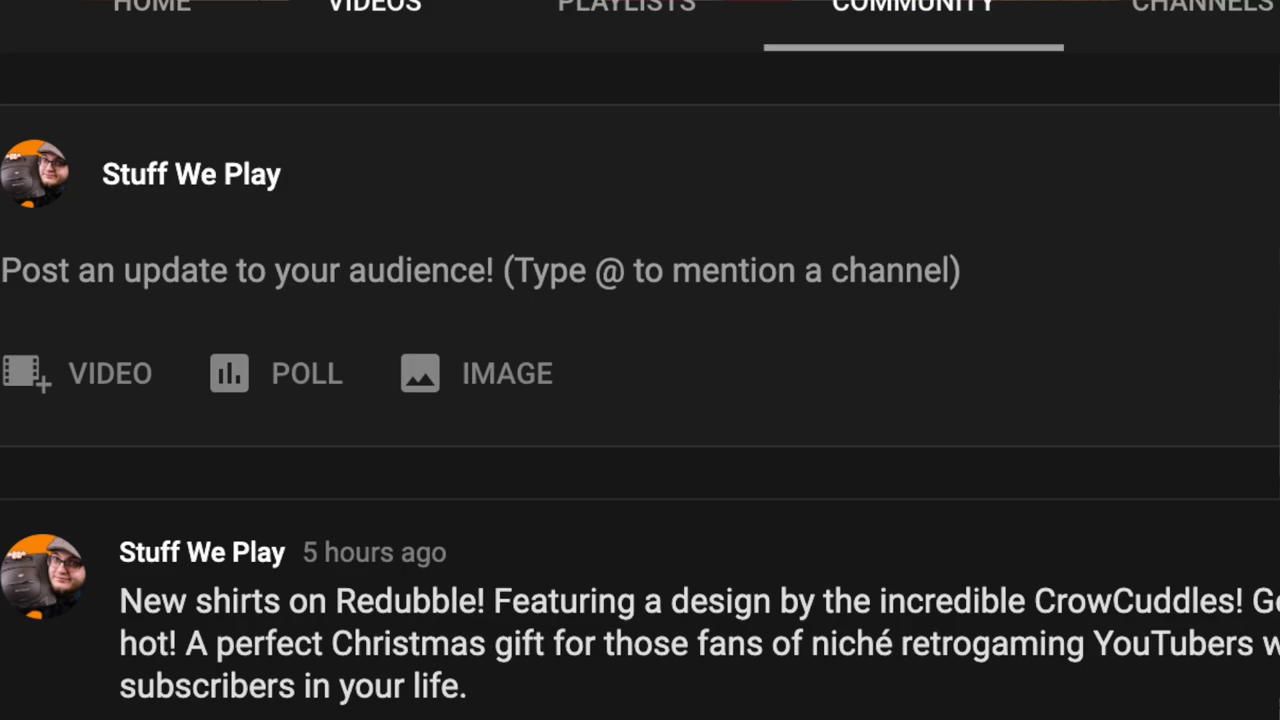 HOME VIDEOS PLAYLISTS COMMUNITY CHANNELS
Stuff We Play
Post an update to your audience! (Type @ to mention a channel)
VIDEO POLL IMAGE
Stuff We Play 5 hours ago
New shirts on Redubble! Featuring a design by the incredible CrowCuddles!
hot! A perfect Christmas gift for those fans of niché retrogaming YouTubers
subscribers in your life.